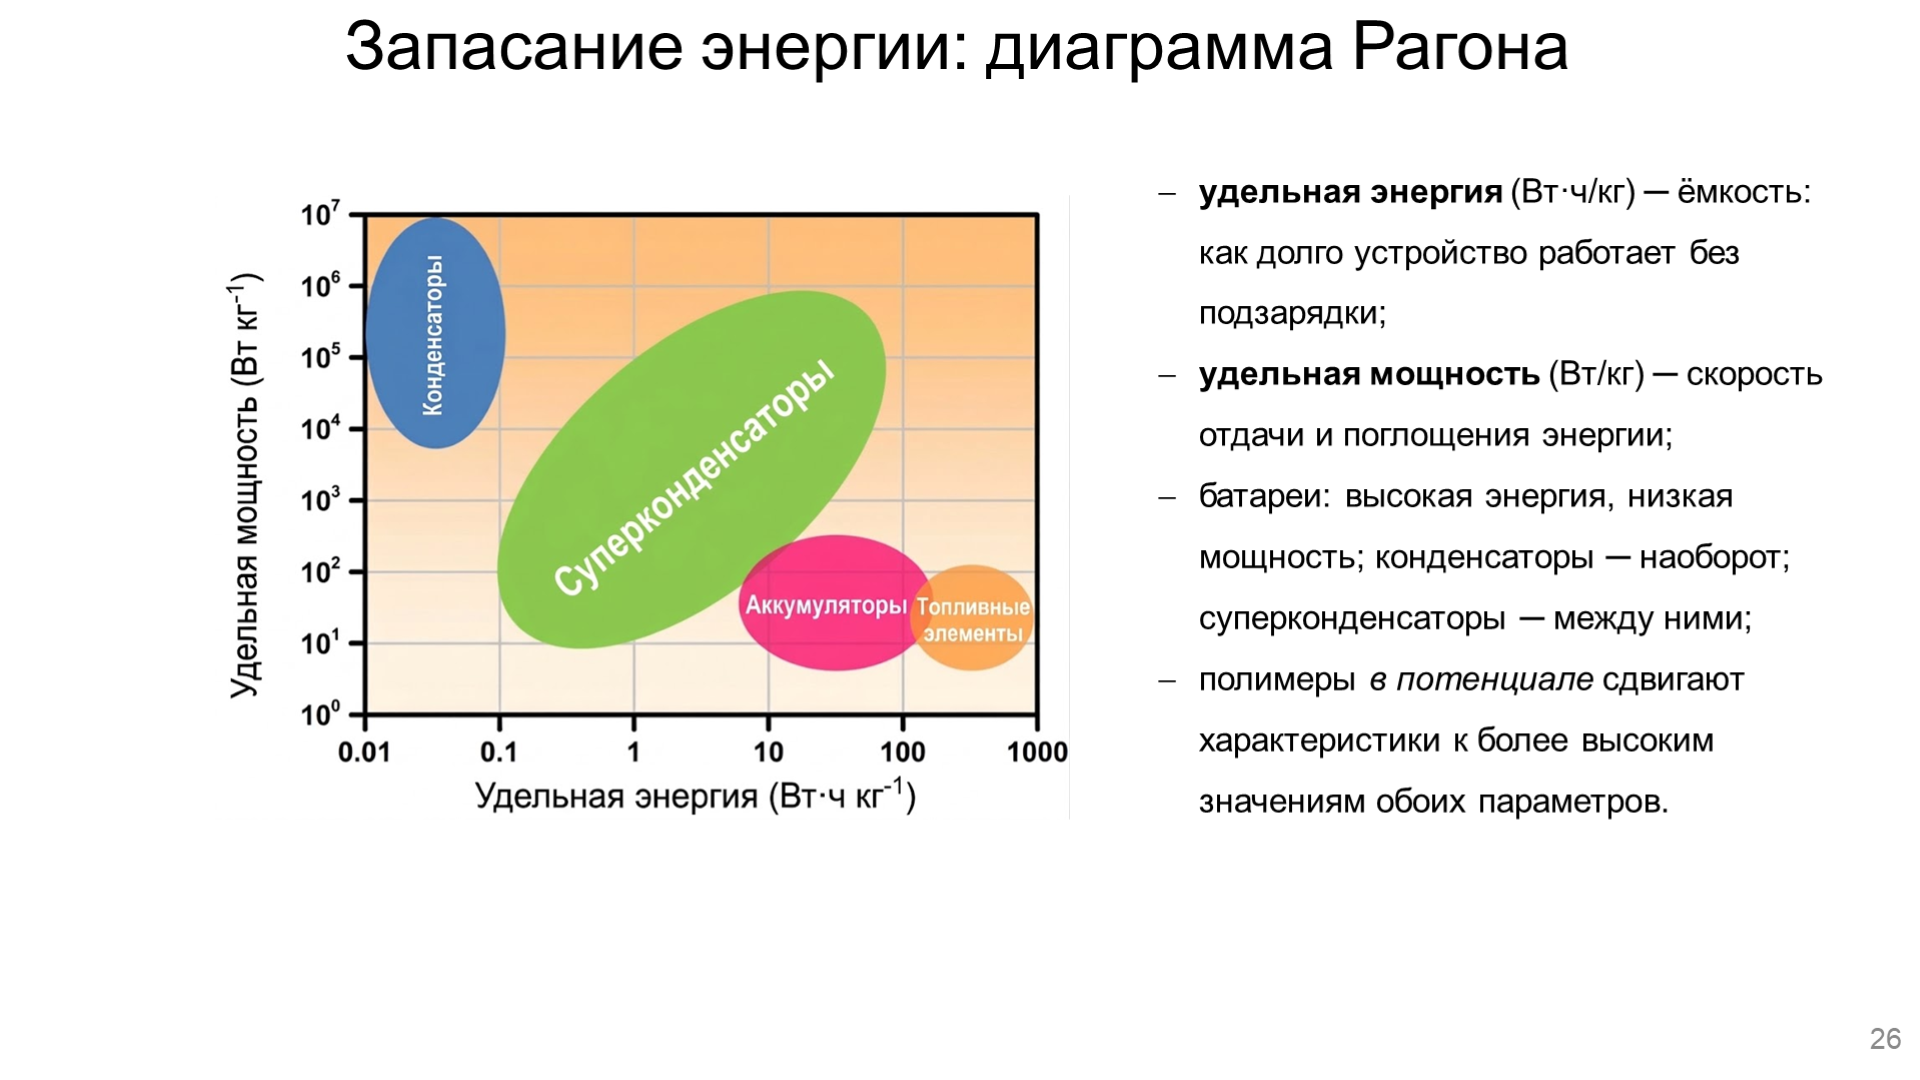 Запасание энергии: диаграмма Рагона
Удельная мощность (Вт кг⁻¹)
10⁷
10⁶
10⁵
10⁴
10³
10²
10¹
10⁰
Конденсаторы
Суперконденсаторы
Аккумуляторы
Топливные
элементы
0.01 0.1 1 10 100 1000
Удельная энергия (Вт·ч кг⁻¹)
– удельная энергия (Вт·ч/кг) — ёмкость:
как долго устройство работает без
подзарядки;
– удельная мощность (Вт/кг) — скорость
отдачи и поглощения энергии;
– батареи: высокая энергия, низкая
мощность; конденсаторы — наоборот;
суперконденсаторы — между ними;
– полимеры в потенциале сдвигают
характеристики к более высоким
значениям обоих параметров.
26